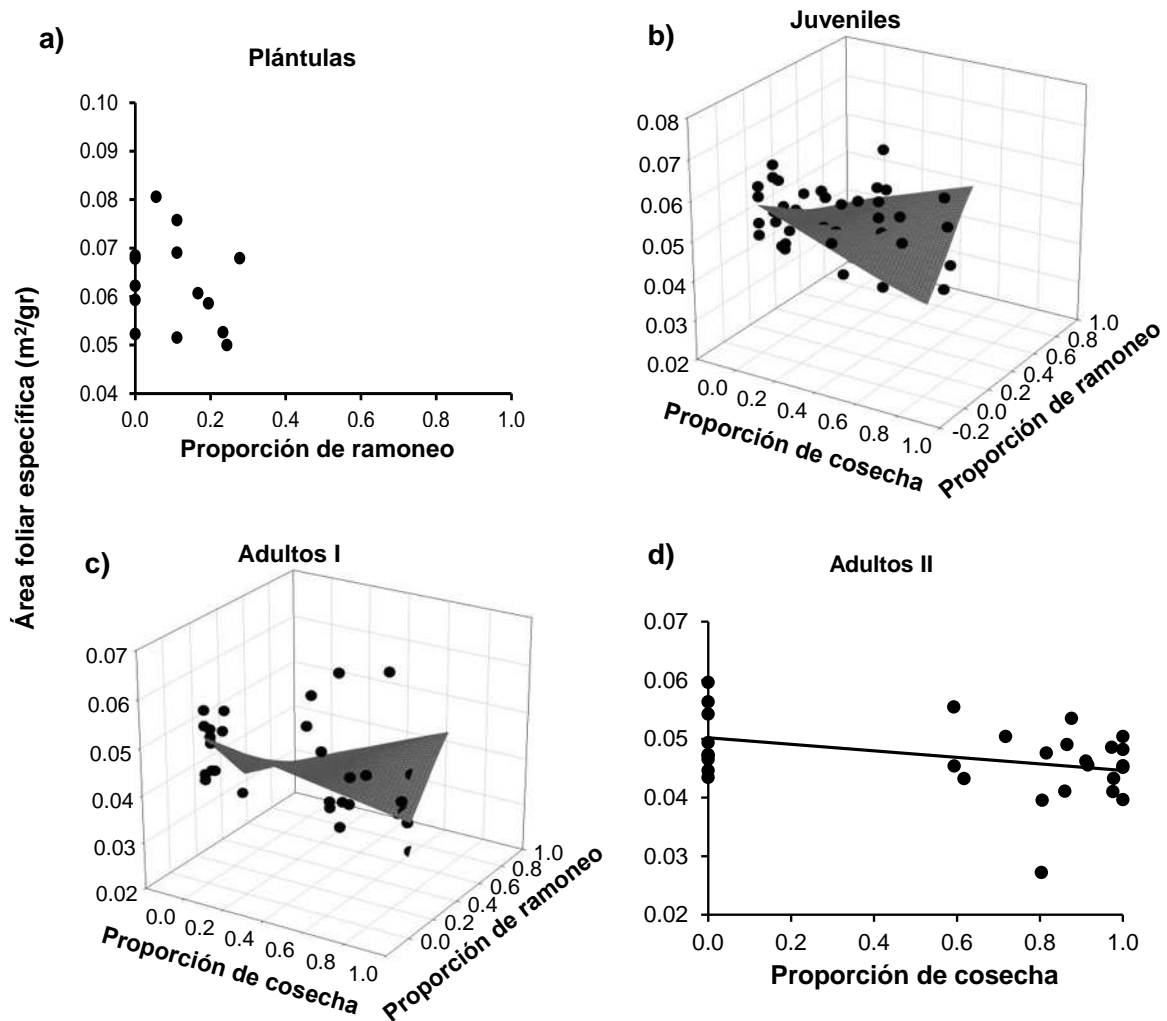 a)
Plántulas
0.10
0.09
0.08
0.07
0.06
0.05
0.04
0.0 0.2 0.4 0.6 0.8 1.0
Proporción de ramoneo
b)
Juveniles
0.08
0.07
0.06
0.05
0.04
0.03
0.02
0.0 0.2 0.4 0.6 0.8 1.0
Proporción de cosecha
-0.2 0.0 0.2 0.4 0.6 0.8 1.0
Proporción de ramoneo
Área foliar específica (m²/gr)
c)
Adultos I
0.07
0.06
0.05
0.04
0.03
0.02
0.0 0.2 0.4 0.6 0.8 1.0
Proporción de cosecha
0.0 0.2 0.4 0.6 0.8 1.0
Proporción de ramoneo
d)
Adultos II
0.07
0.06
0.05
0.04
0.03
0.02
0.0 0.2 0.4 0.6 0.8 1.0
Proporción de cosecha